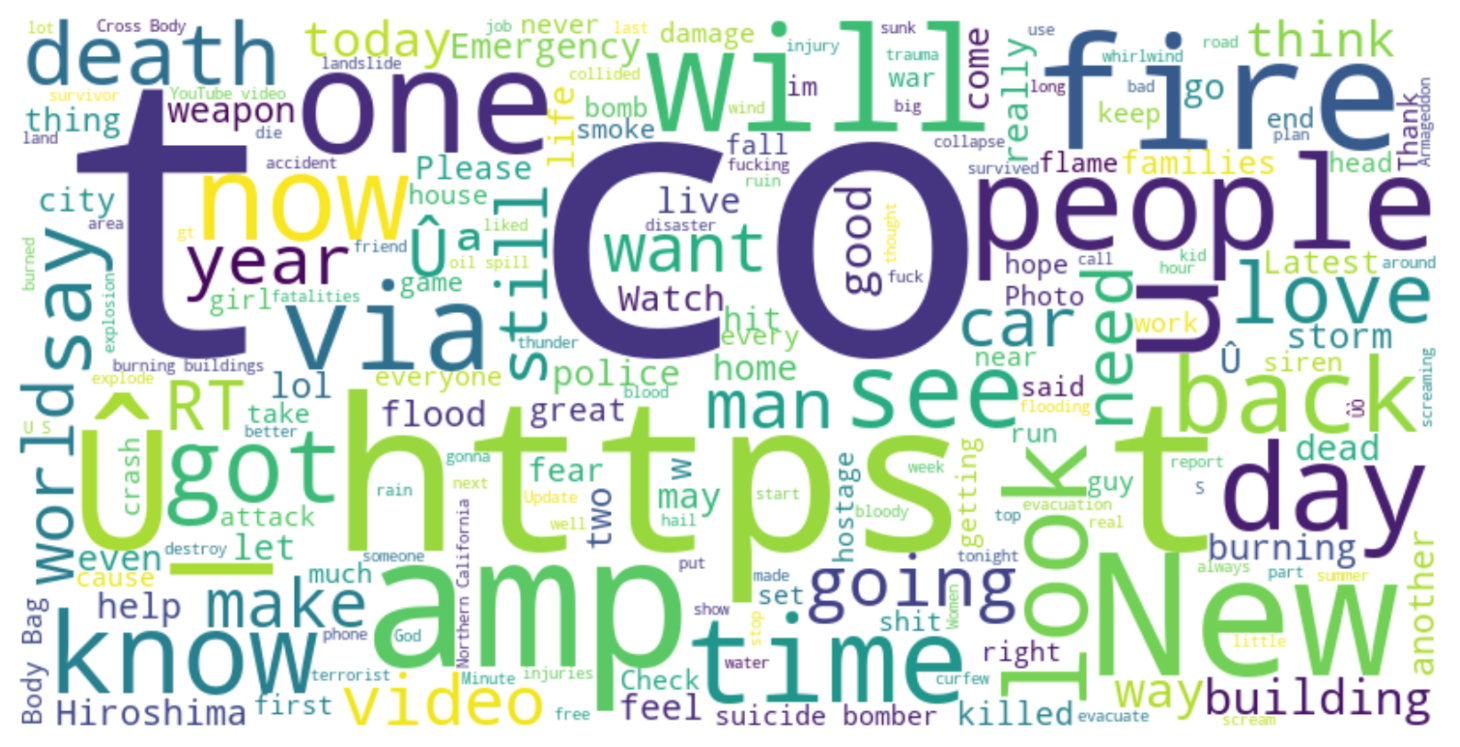 death
Cross Body
today
landslide
Emergency
job
never
last
damage
injury
sunk
trauma
use
whirlwind
road
think
lot
survivor
YouTube video
weapon
one
collided
will
im
war
come
really
fire
long
bad
go
thing
land
die
life
bomb
smoke
wind
big
keep
end
plan
Thank
Armageddon
t co
accident
Please
fall
fucking
ruin
collapse
survived
flame
families
head
city
area
gt
now
house
live
disaster
good
thought
people
say
year
friend
Û a
liked
oil spill
still
want
fuck
hope
call
kid
hour
Latest
around
burned
explosion
girl
fatalities
game
Watch
Photo
need
u
work
love
via
thunder
hit
every
car
storm
burning buildings
explode
lol
everyone
police
home
near
Û
siren
world
RT
take
better
flood
great
blood
man
see
said
flooding
back
ÛÒ
screaming
U S
Û_
crash
got
gonna
https t
fear
run
dead
rain
next
Update
two
w
may
start
week
hostage
getting
look
guy
report
day
attack
well
hail
bloody
top
evacuation
real
S
even
destroy
let
someone
Northern California
put
tonight
burning
always
cause
much
amp
made
set
going
Women
New
part
summer
another
Body Bag
help
make
phone
God
show
stop
shit
right
little
know
terrorist
Minute
injuries
Check
water
time
curfew
way
Hiroshima
first
video
free
feel
suicide bomber
killed
evacuate
building
scream